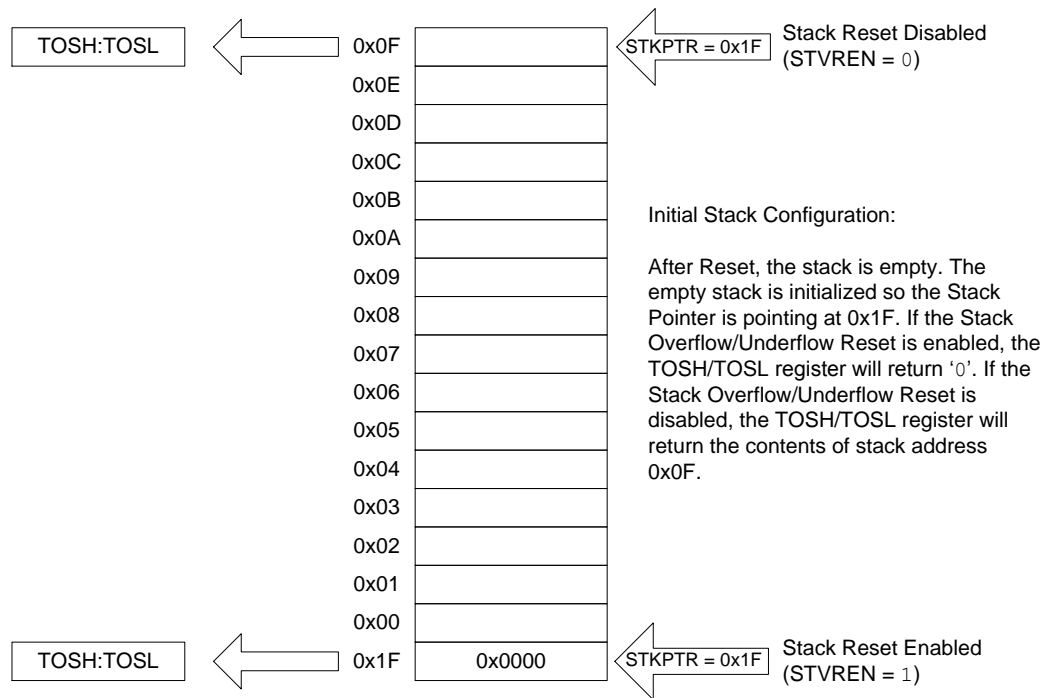 TOSH:TOSL
0x0F
STKPTR = 0x1F
Stack Reset Disabled
(STVREN = 0)
0x0E
0x0D
0x0C
0x0B
0x0A
0x09
0x08
0x07
0x06
0x05
0x04
0x03
0x02
0x01
0x00
Initial Stack Configuration:
After Reset, the stack is empty. The
empty stack is initialized so the Stack
Pointer is pointing at 0x1F. If the Stack
Overflow/Underflow Reset is enabled, the
TOSH/TOSL register will return ‘0’. If the
Stack Overflow/Underflow Reset is
disabled, the TOSH/TOSL register will
return the contents of stack address
0x0F.
TOSH:TOSL
0x1F
0x0000
STKPTR = 0x1F
Stack Reset Enabled
(STVREN = 1)